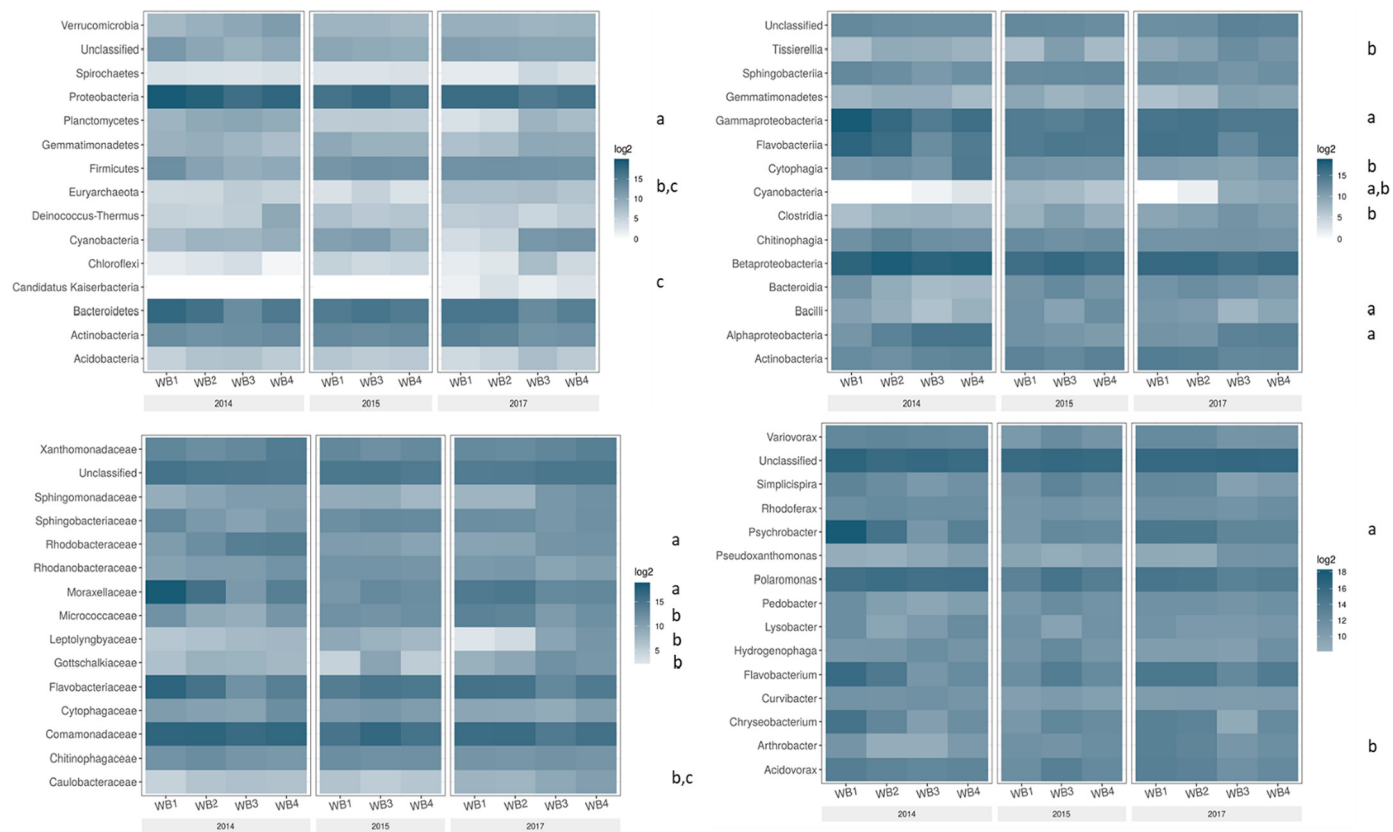 Verrucomicrobia
Unclassified
Spirochaetes
Proteobacteria
Planctomycetes
Gemmatimonadetes
Firmicutes
Euryarchaeota
Deinococcus-Thermus
Cyanobacteria
Chloroflexi
Candidatus Kaiserbacteria
Bacteroidetes
Actinobacteria
Acidobacteria
WB1 WB2 WB3 WB4 WB1 WB3 WB4 WB1 WB2 WB3 WB4
2014 2015 2017
log2
15
10
5
0
a
b,c
c
Unclassified
Tissierellia
Sphingobacteriia
Gemmatimonadetes
Gammaproteobacteria
Flavobacteriia
Cytophagia
Cyanobacteria
Clostridia
Chitinophagia
Betaproteobacteria
Bacteroidia
Bacilli
Alphaproteobacteria
Actinobacteria
WB1 WB2 WB3 WB4 WB1 WB3 WB4 WB1 WB2 WB3 WB4
2014 2015 2017
log2
15
10
5
0
b
a
b
a,b
b
a
a
Xanthomonadaceae
Unclassified
Sphingomonadaceae
Sphingobacteriaceae
Rhodobacteraceae
Rhodanobacteraceae
Moraxellaceae
Micrococcaceae
Leptolyngbyaceae
Gottschalkiaceae
Flavobacteriaceae
Cytophagaceae
Comamonadaceae
Chitinophagaceae
Caulobacteraceae
WB1 WB2 WB3 WB4 WB1 WB3 WB4 WB1 WB2 WB3 WB4
2014 2015 2017
log2
15
10
5
a
a
b
b
b
b,c
Variovorax
Unclassified
Simplicispira
Rhodoferax
Psychrobacter
Pseudoxanthomonas
Polaromonas
Pedobacter
Lysobacter
Hydrogenophaga
Flavobacterium
Curvibacter
Chryseobacterium
Arthrobacter
Acidovorax
WB1 WB2 WB3 WB4 WB1 WB3 WB4 WB1 WB2 WB3 WB4
2014 2015 2017
log2
18
16
14
12
10
a
b